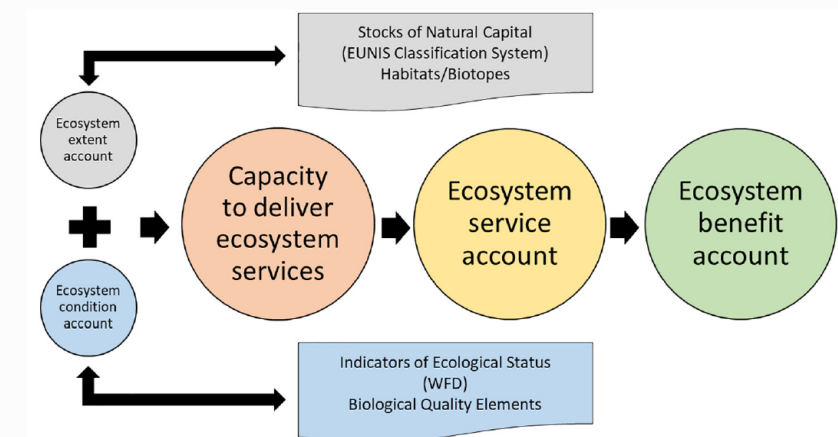 Stocks of Natural Capital
(EUNIS Classification System)
Habitats/Biotopes
Ecosystem
extent
account
Capacity
to deliver
ecosystem
services
Ecosystem
service
account
Ecosystem
benefit
account
Ecosystem
condition
account
Indicators of Ecological Status
(WFD)
Biological Quality Elements